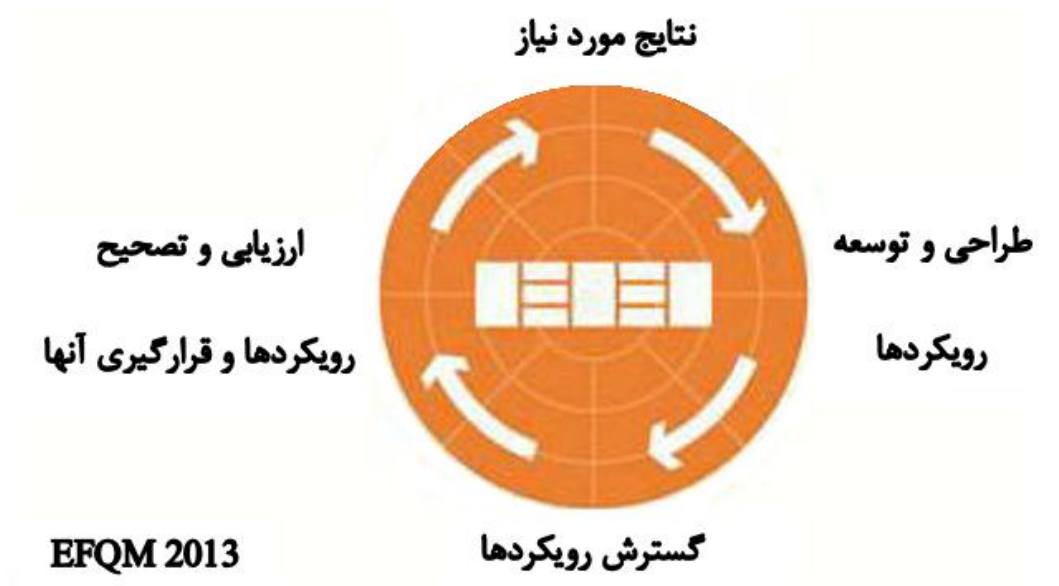 نتایج مورد نیاز
طراحی و توسعه
رویکردها
گسترش رویکردها
ارزیابی و تصحیح
رویکردها و قرارگیری آنها
EFQM 2013